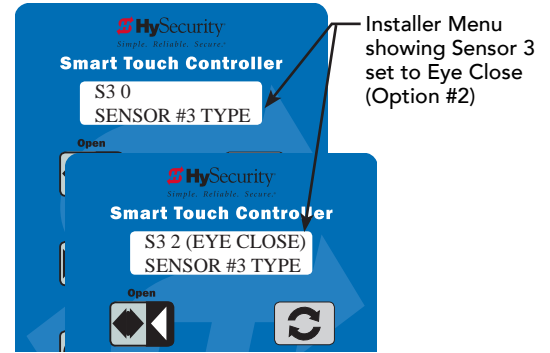 HySecurity
Simple. Reliable. Secure.
Smart Touch Controller
S3 0
SENSOR #3 TYPE
Open
HySecurity
Simple. Reliable. Secure.
Smart Touch Controller
S3 2 (EYE CLOSE)
SENSOR #3 TYPE
Open
Installer Menu
showing Sensor 3
set to Eye Close
(Option #2)